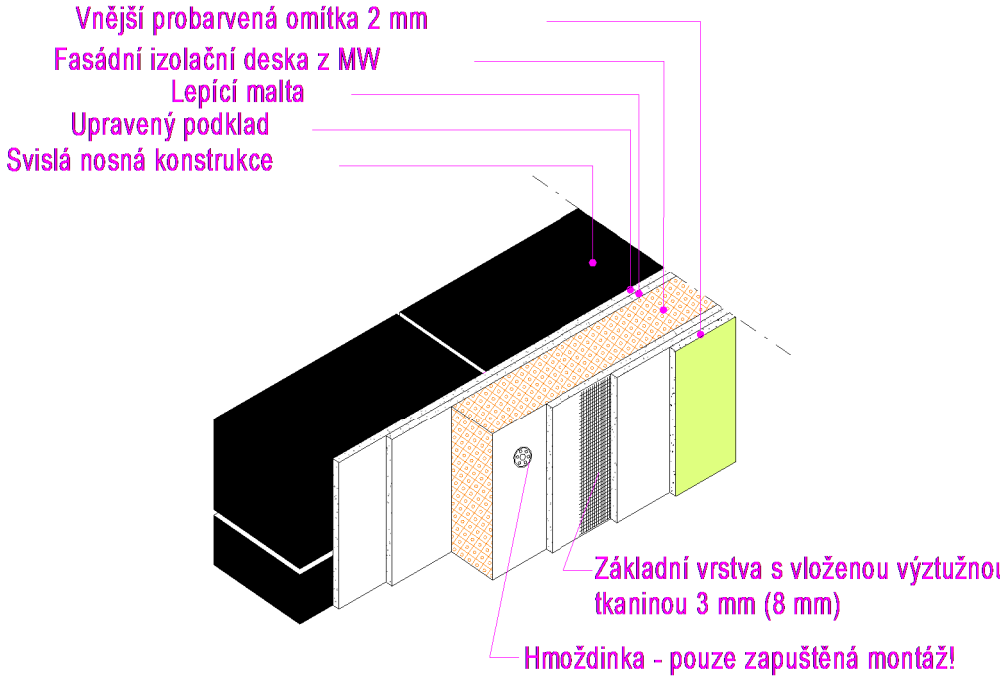 Vnější probarvená omítka 2 mm
Fasádní izolační deska z MW
Lepící malta
Upravený podklad
Svislá nosná konstrukce
Základní vrstva s vloženou výztužnou
tkaninou 3 mm (8 mm)
Hmoždinka - pouze zapuštěná montáž!